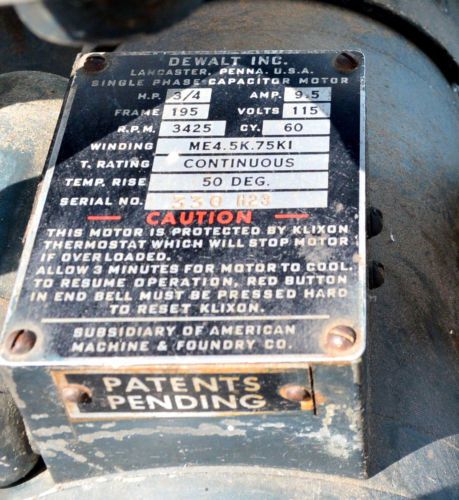 DEWALT INC.
LANCASTER, PENNA. U.S.A.
SINGLE PHASE CAPACITOR MOTOR
H.P. 3/4 AMP. 9.5
FRAME 195 VOLTS 115
R.P.M. 3425 CY. 60
WINDING ME4.5K.75K1
T. RATING CONTINUOUS
TEMP. RISE 50 DEG.
SERIAL NO. 330
CAUTION
THIS MOTOR IS PROTECTED BY KLIXON
THERMOSTAT WHICH WILL STOP MOTOR
IF OVERLOADED.
ALLOW 3 MINUTES FOR MOTOR TO COOL.
TO RESUME OPERATION, RED BUTTON
IN END BELL MUST BE PRESSED HARD
TO RESET KLIXON.
SUBSIDIARY OF AMERICAN
MACHINE & FOUNDRY CO.
PATENTS
PENDING